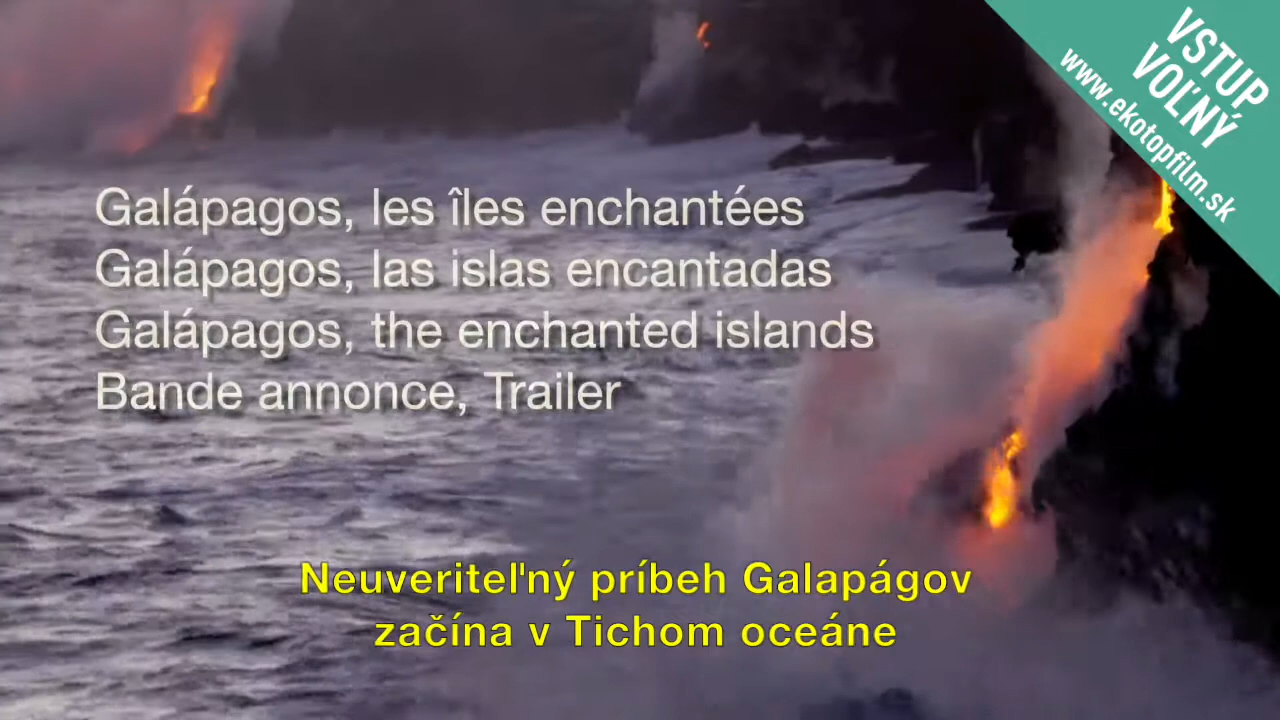 VSTUP
VOĽNÝ
www.ekotopfilm.sk
Galápagos, les îles enchantées
Galápagos, las islas encantadas
Galápagos, the enchanted islands
Bande annonce, Trailer
Neuveriteľný príbeh Galapágov
začína v Tichom oceáne